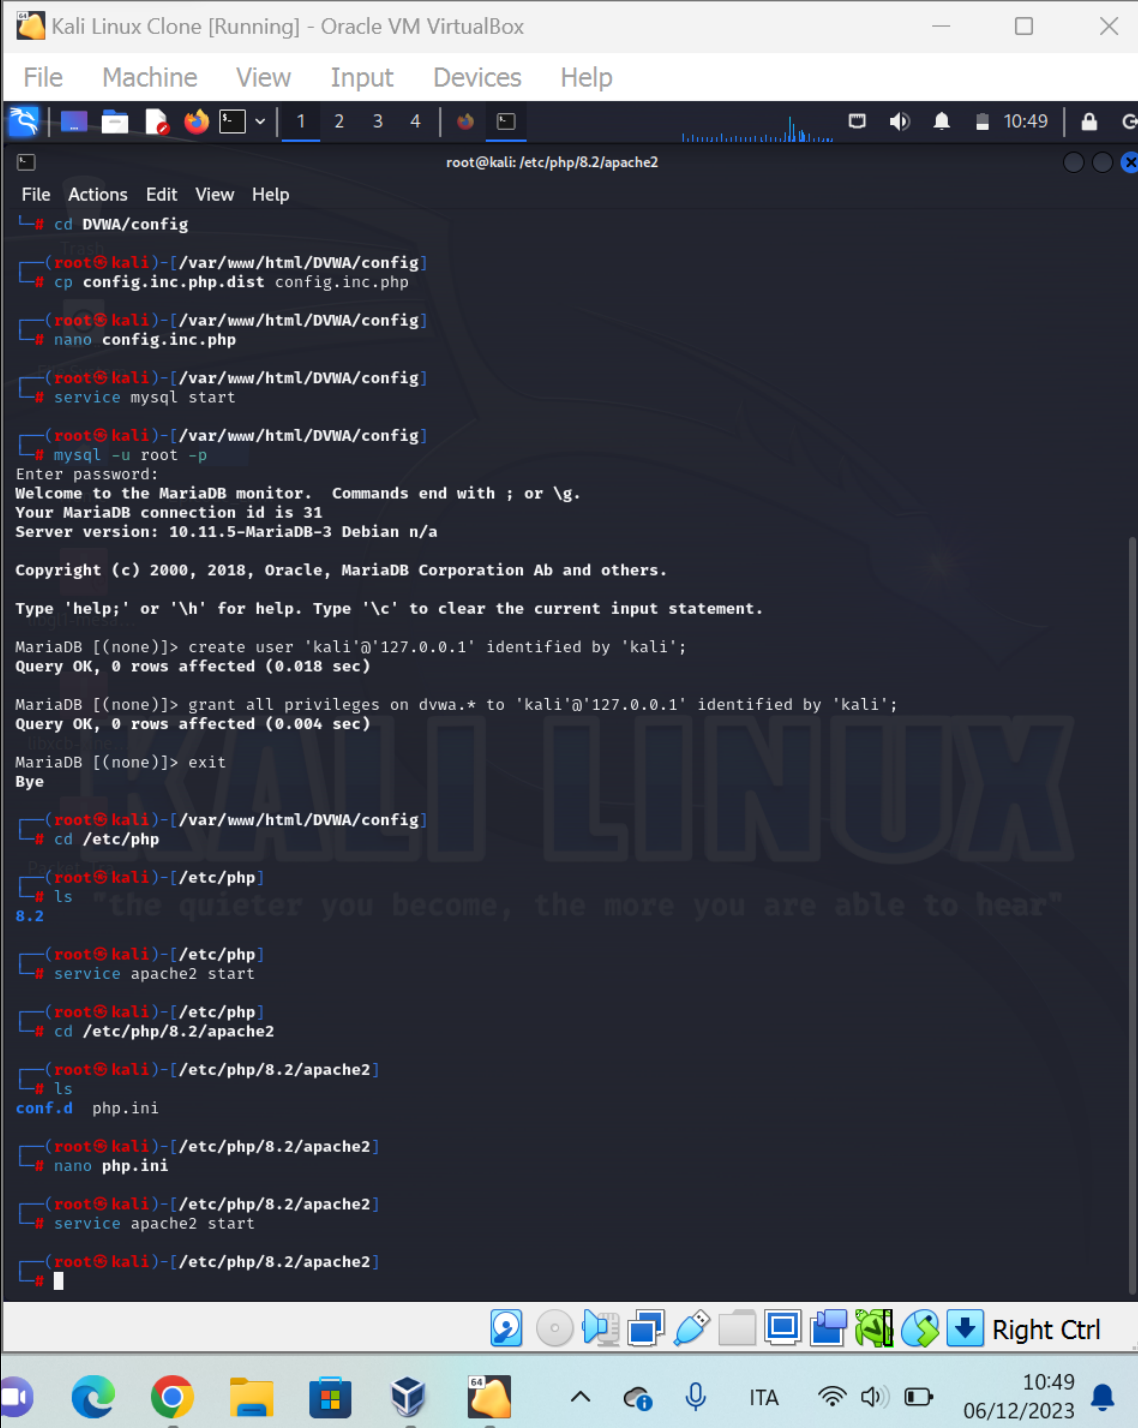 64
Kali Linux Clone [Running] - Oracle VM VirtualBox
File Machine View Input Devices Help
1 2 3 4 10:49
root@kali: /etc/php/8.2/apache2
File Actions Edit View Help
└─# cd DVWA/config
┌──(root㉿kali)-[/var/www/html/DVWA/config]
└─# cp config.inc.php.dist config.inc.php
┌──(root㉿kali)-[/var/www/html/DVWA/config]
└─# nano config.inc.php
┌──(root㉿kali)-[/var/www/html/DVWA/config]
└─# service mysql start
┌──(root㉿kali)-[/var/www/html/DVWA/config]
└─# mysql -u root -p
Enter password:
Welcome to the MariaDB monitor.  Commands end with ; or \g.
Your MariaDB connection id is 31
Server version: 10.11.5-MariaDB-3 Debian n/a
Copyright (c) 2000, 2018, Oracle, MariaDB Corporation Ab and others.
Type 'help;' or '\h' for help. Type '\c' to clear the current input statement.
MariaDB [(none)]> create user 'kali'@'127.0.0.1' identified by 'kali';
Query OK, 0 rows affected (0.018 sec)
MariaDB [(none)]> grant all privileges on dvwa.* to 'kali'@'127.0.0.1' identified by 'kali';
Query OK, 0 rows affected (0.004 sec)
MariaDB [(none)]> exit
Bye
┌──(root㉿kali)-[/var/www/html/DVWA/config]
└─# cd /etc/php
┌──(root㉿kali)-[/etc/php]
└─# ls
8.2
┌──(root㉿kali)-[/etc/php]
└─# service apache2 start
┌──(root㉿kali)-[/etc/php]
└─# cd /etc/php/8.2/apache2
┌──(root㉿kali)-[/etc/php/8.2/apache2]
└─# ls
conf.d  php.ini
┌──(root㉿kali)-[/etc/php/8.2/apache2]
└─# nano php.ini
┌──(root㉿kali)-[/etc/php/8.2/apache2]
└─# service apache2 start
┌──(root㉿kali)-[/etc/php/8.2/apache2]
└─#
Trash
KALI LINUX
"the quieter you become, the more you are able to hear"
Right Ctrl
64
ITA
10:49
06/12/2023